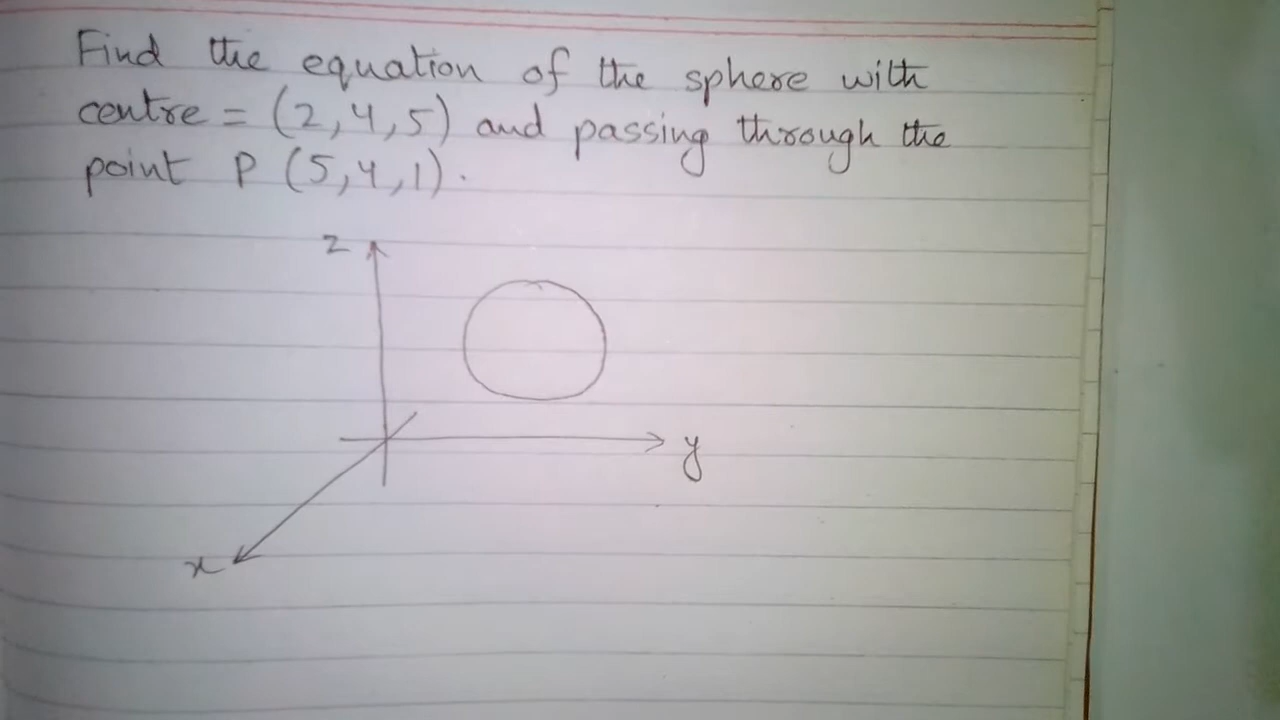 Find the equation of the sphere with
centre = (2,4,5) and passing through the
point P (5,4,1).
z
y
x